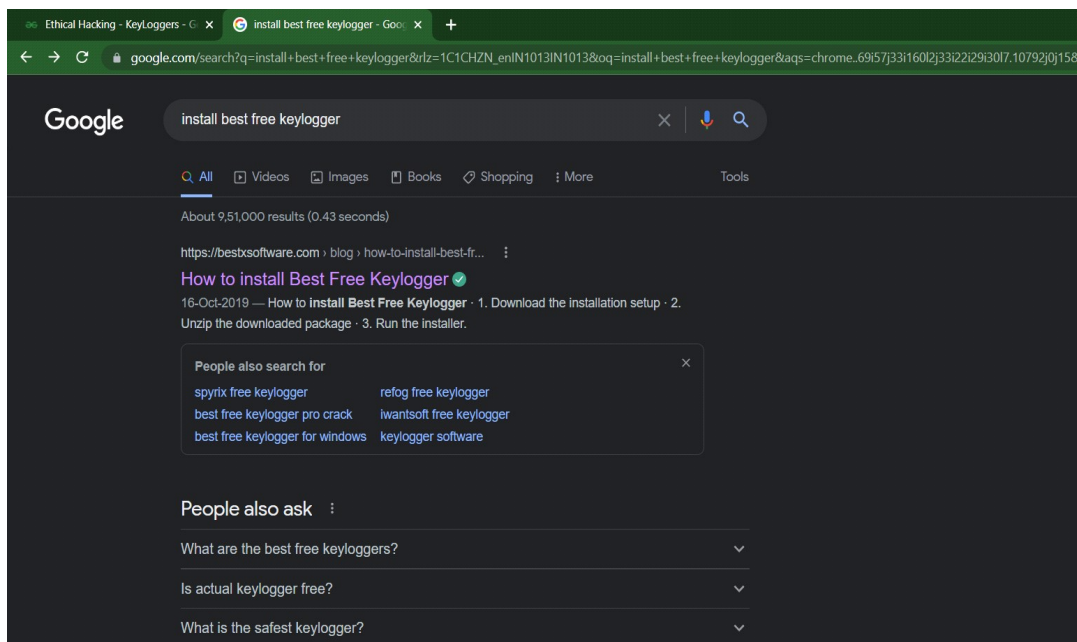 Ethical Hacking - KeyLoggers - G
install best free keylogger - Goo
google.com/search?q=install+best+free+keylogger&rlz=1C1CHZN_enIN1013IN1013&oq=install+best+free+keylogger&aqs=chrome..69i57j33i160l2j33i22i29i30l7.10792j0j158
Google
install best free keylogger
All Videos Images Books Shopping More Tools
About 9,51,000 results (0.43 seconds)
https://bestxsoftware.com › blog › how-to-install-best-fr...
How to install Best Free Keylogger
16-Oct-2019 — How to install Best Free Keylogger · 1. Download the installation setup · 2.
Unzip the downloaded package · 3. Run the installer.
People also search for
spyrix free keylogger refog free keylogger
best free keylogger pro crack iwantsoft free keylogger
best free keylogger for windows keylogger software
People also ask
What are the best free keyloggers?
Is actual keylogger free?
What is the safest keylogger?